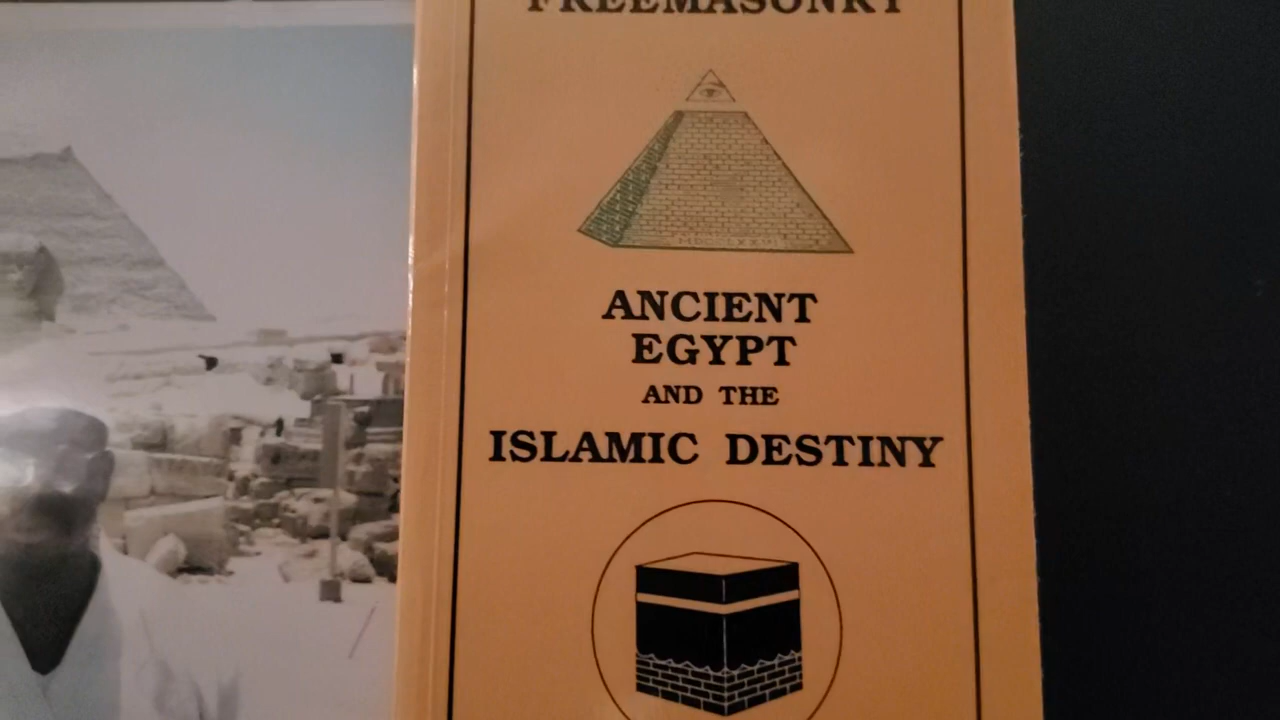 FREEMASONRY
ANCIENT
EGYPT
AND THE
ISLAMIC DESTINY